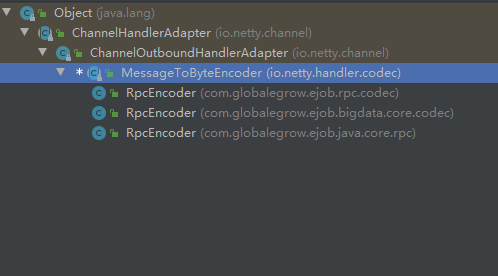 Object (java.lang)
ChannelHandlerAdapter (io.netty.channel)
ChannelOutboundHandlerAdapter (io.netty.channel)
* MessageToByteEncoder (io.netty.handler.codec)
RpcEncoder (com.globalegrow.ejob.rpc.codec)
RpcEncoder (com.globalegrow.ejob.bigdata.core.codec)
RpcEncoder (com.globalegrow.ejob.java.core.rpc)